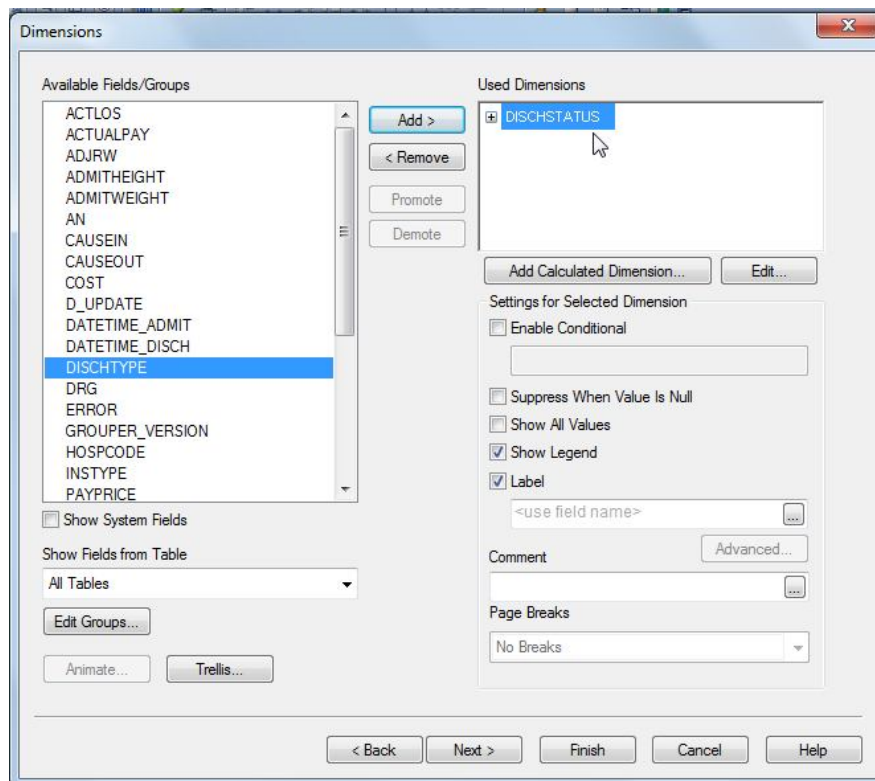 Dimensions
Available Fields/Groups
ACTLOS
ACTUALPAY
ADJRW
ADMITHEIGHT
ADMITWEIGHT
AN
CAUSEIN
CAUSEOUT
COST
D_UPDATE
DATETIME_ADMIT
DATETIME_DISCH
DISCHTYPE
DRG
ERROR
GROUPER_VERSION
HOSPCODE
INSTYPE
PAYPRICE
Show System Fields
Show Fields from Table
All Tables
Edit Groups...
Animate...
Trellis...
Add >
< Remove
Promote
Demote
Used Dimensions
DISCHSTATUS
Add Calculated Dimension...
Edit...
Settings for Selected Dimension
Enable Conditional
Suppress When Value Is Null
Show All Values
Show Legend
Label
<use field name>
...
Advanced...
Comment
...
Page Breaks
No Breaks
< Back
Next >
Finish
Cancel
Help